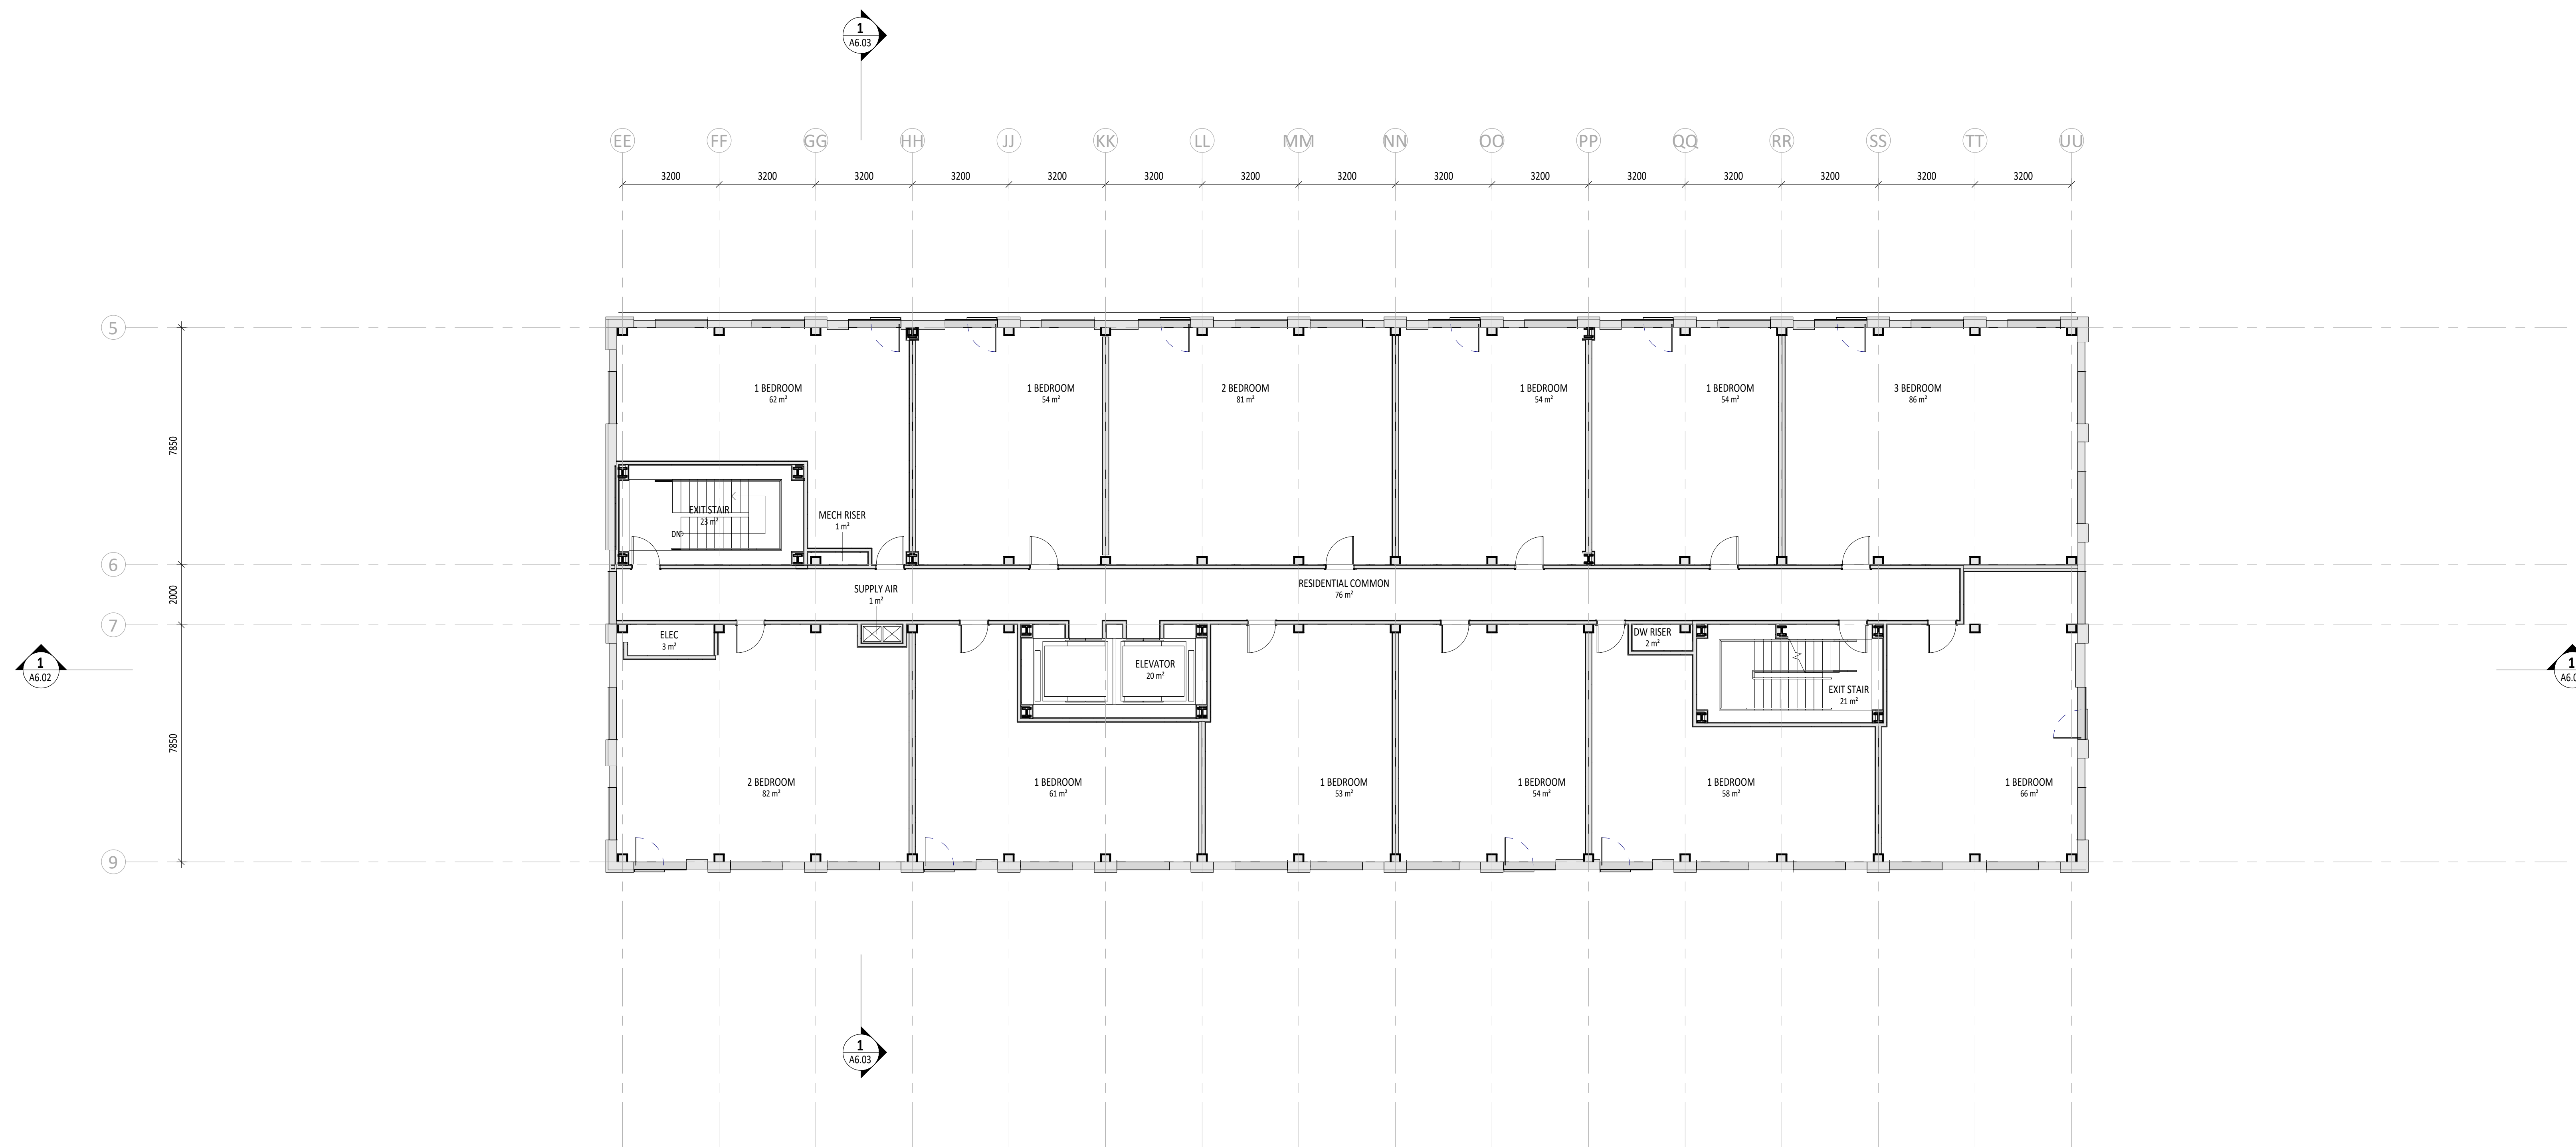 1
A6.03
EE FF GG HH JJ KK LL MM NN OO PP QQ RR SS TT UU
3200 3200 3200 3200 3200 3200 3200 3200 3200 3200 3200 3200 3200 3200 3200
5
1 BEDROOM
62 m²
1 BEDROOM
54 m²
2 BEDROOM
81 m²
1 BEDROOM
54 m²
1 BEDROOM
54 m²
3 BEDROOM
86 m²
7850
EXIT STAIR
23 m²
DN
MECH RISER
1 m²
6
2000
SUPPLY AIR
1 m²
RESIDENTIAL COMMON
76 m²
7
ELEC
3 m²
ELEVATOR
20 m²
DW RISER
2 m²
EXIT STAIR
21 m²
1
A6.02
1
7850
2 BEDROOM
82 m²
1 BEDROOM
61 m²
1 BEDROOM
53 m²
1 BEDROOM
54 m²
1 BEDROOM
58 m²
1 BEDROOM
66 m²
9
1
A6.03